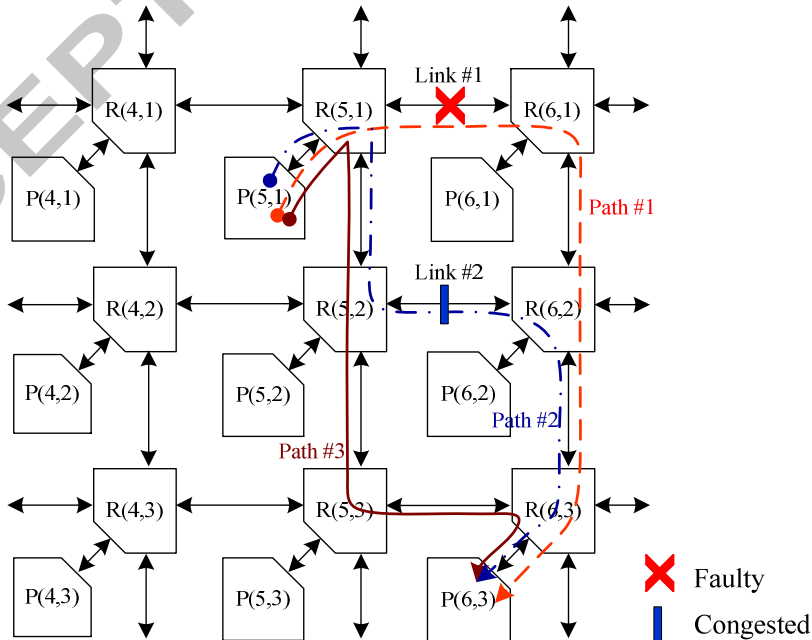 CEPT
Link #1
R(4,1) R(5,1) R(6,1)
P(4,1) P(5,1) P(6,1)
Path #1
Link #2
R(4,2) R(5,2) R(6,2)
P(4,2) P(5,2) P(6,2)
Path #2
Path #3
R(4,3) R(5,3) R(6,3)
P(4,3) P(5,3) P(6,3)
Faulty
Congested